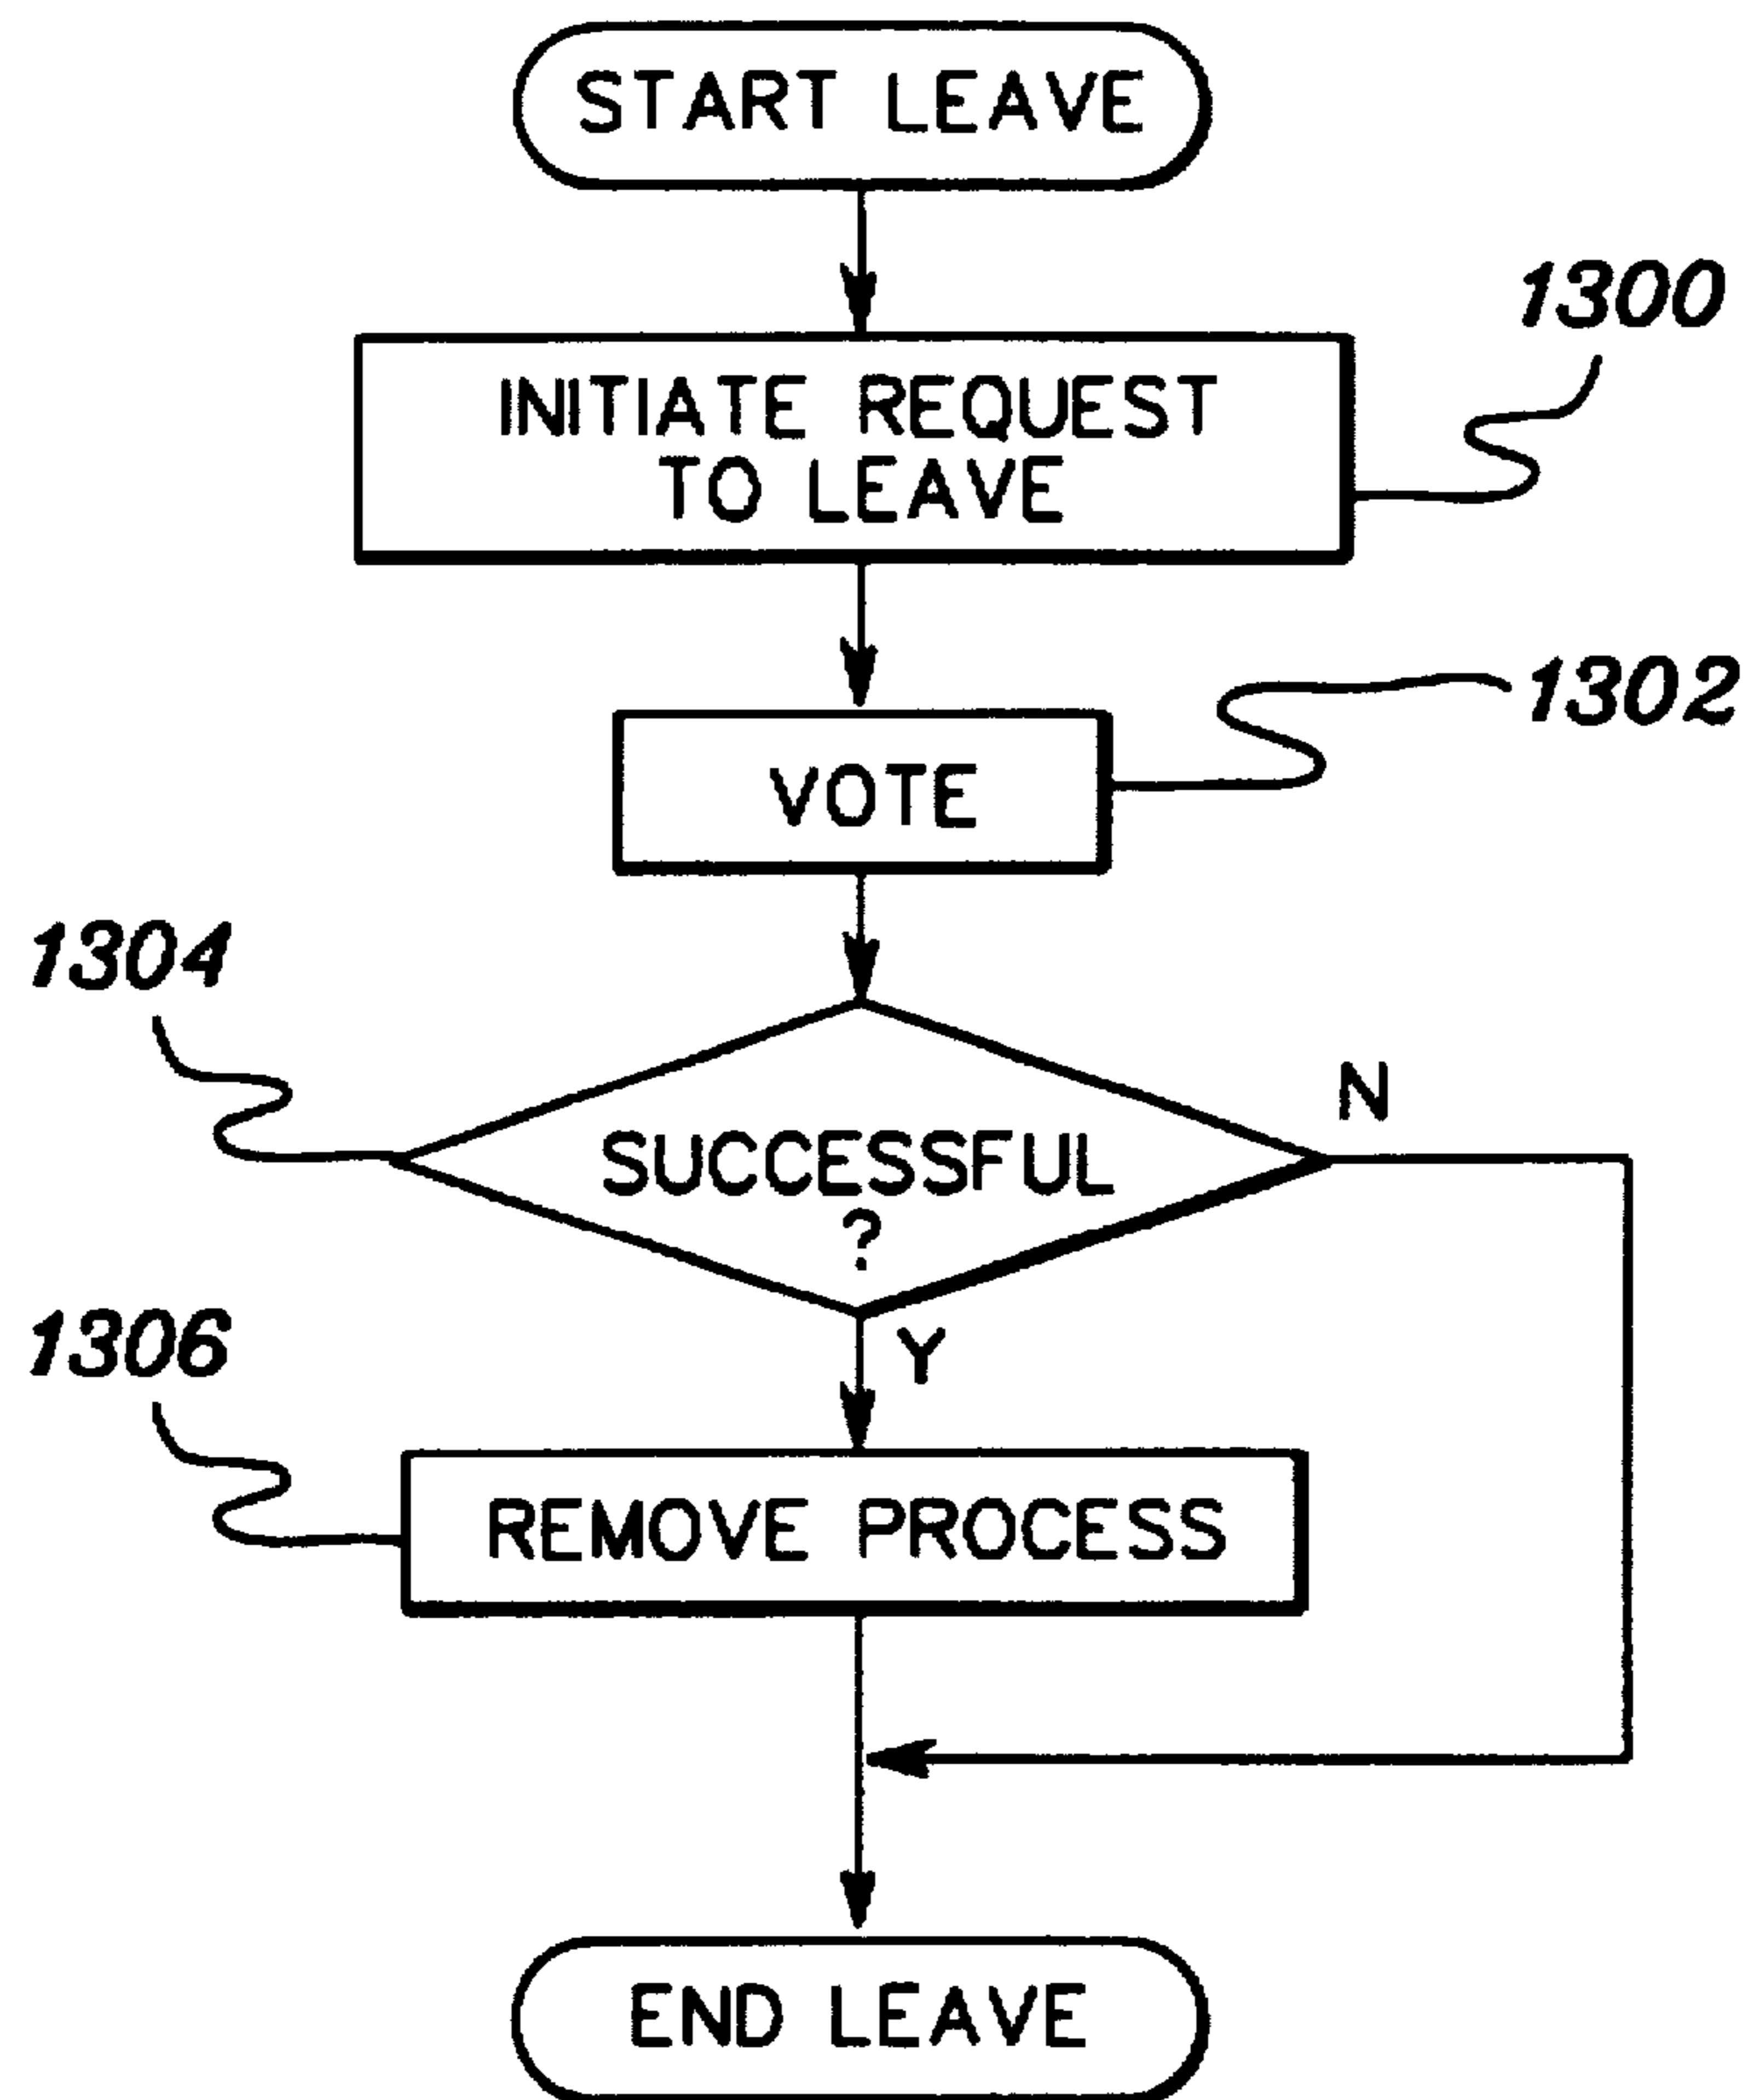 START LEAVE
1300
INITIATE REQUEST
TO LEAVE
1302
VOTE
1304
N
SUCCESSFUL
?
1306
Y
REMOVE PROCESS
END LEAVE